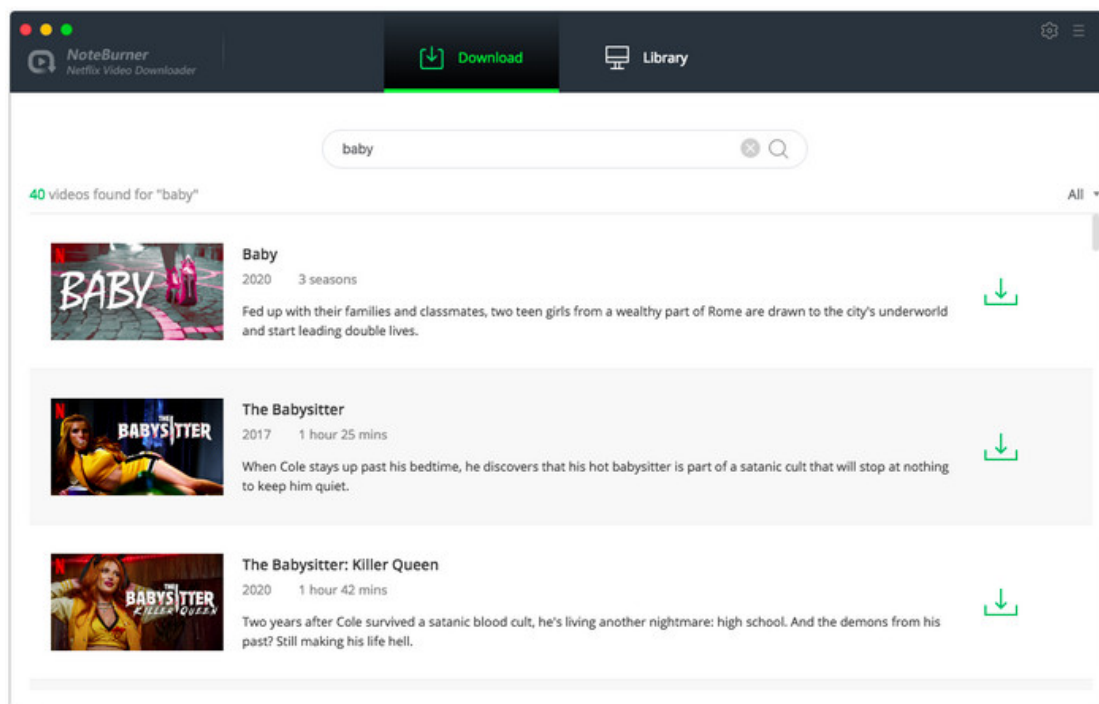 NoteBurner
Netflix Video Downloader
Download
Library
baby
40 videos found for "baby"
All
N
BABY
Baby
2020 3 seasons
Fed up with their families and classmates, two teen girls from a wealthy part of Rome are drawn to the city's underworld
and start leading double lives.
N
THE
BABYSITTER
The Babysitter
2017 1 hour 25 mins
When Cole stays up past his bedtime, he discovers that his hot babysitter is part of a satanic cult that will stop at nothing
to keep him quiet.
N
THE
BABYSITTER
KILLER QUEEN
The Babysitter: Killer Queen
2020 1 hour 42 mins
Two years after Cole survived a satanic blood cult, he's living another nightmare: high school. And the demons from his
past? Still making his life hell.